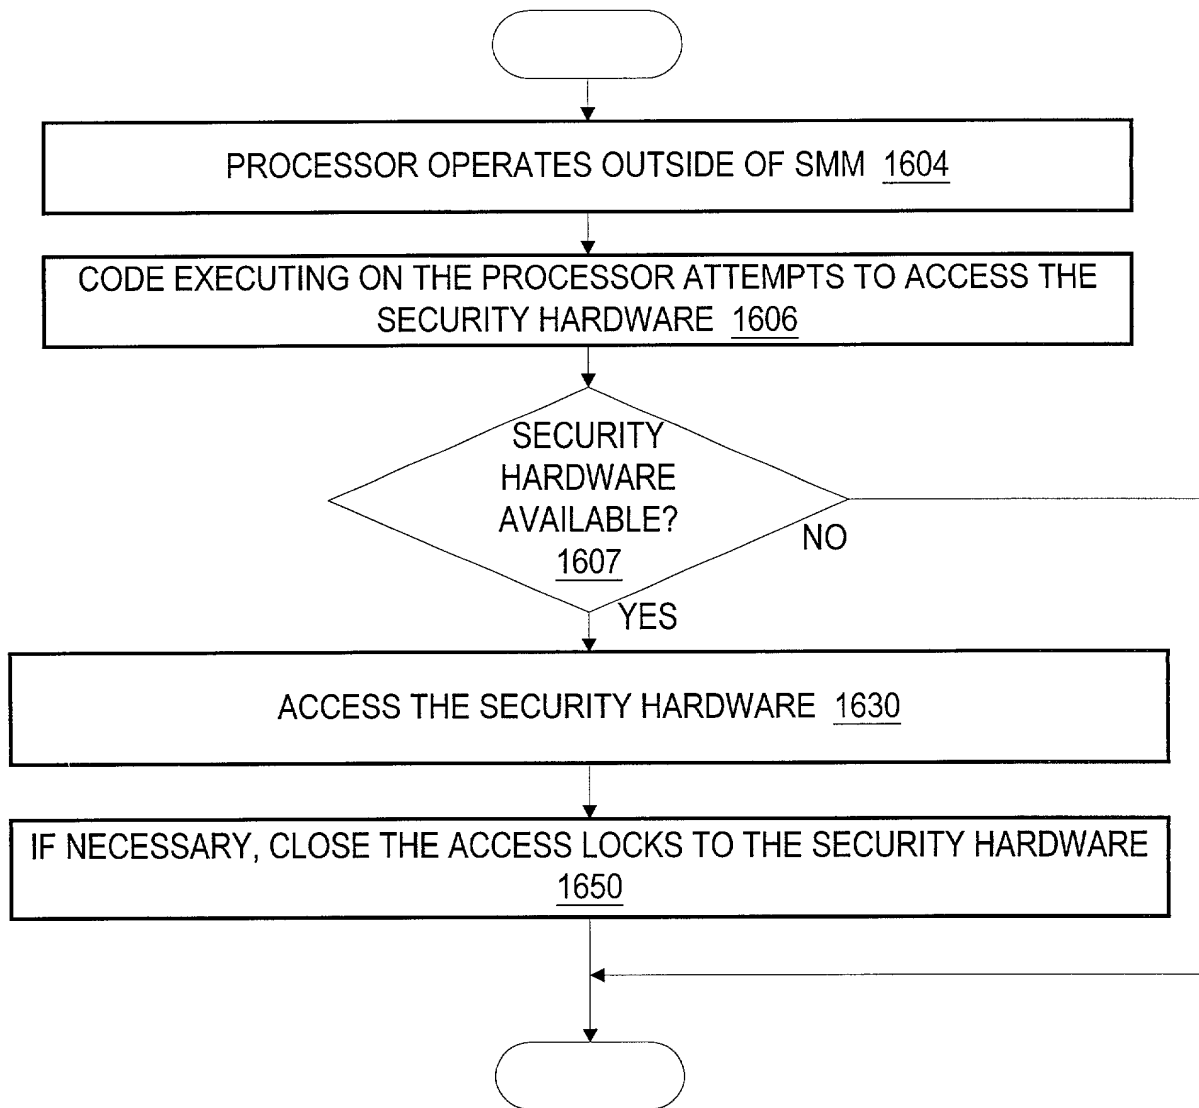 PROCESSOR OPERATES OUTSIDE OF SMM 1604
CODE EXECUTING ON THE PROCESSOR ATTEMPTS TO ACCESS THE
SECURITY HARDWARE 1606
SECURITY
HARDWARE
AVAILABLE?
1607
NO
YES
ACCESS THE SECURITY HARDWARE 1630
IF NECESSARY, CLOSE THE ACCESS LOCKS TO THE SECURITY HARDWARE
1650